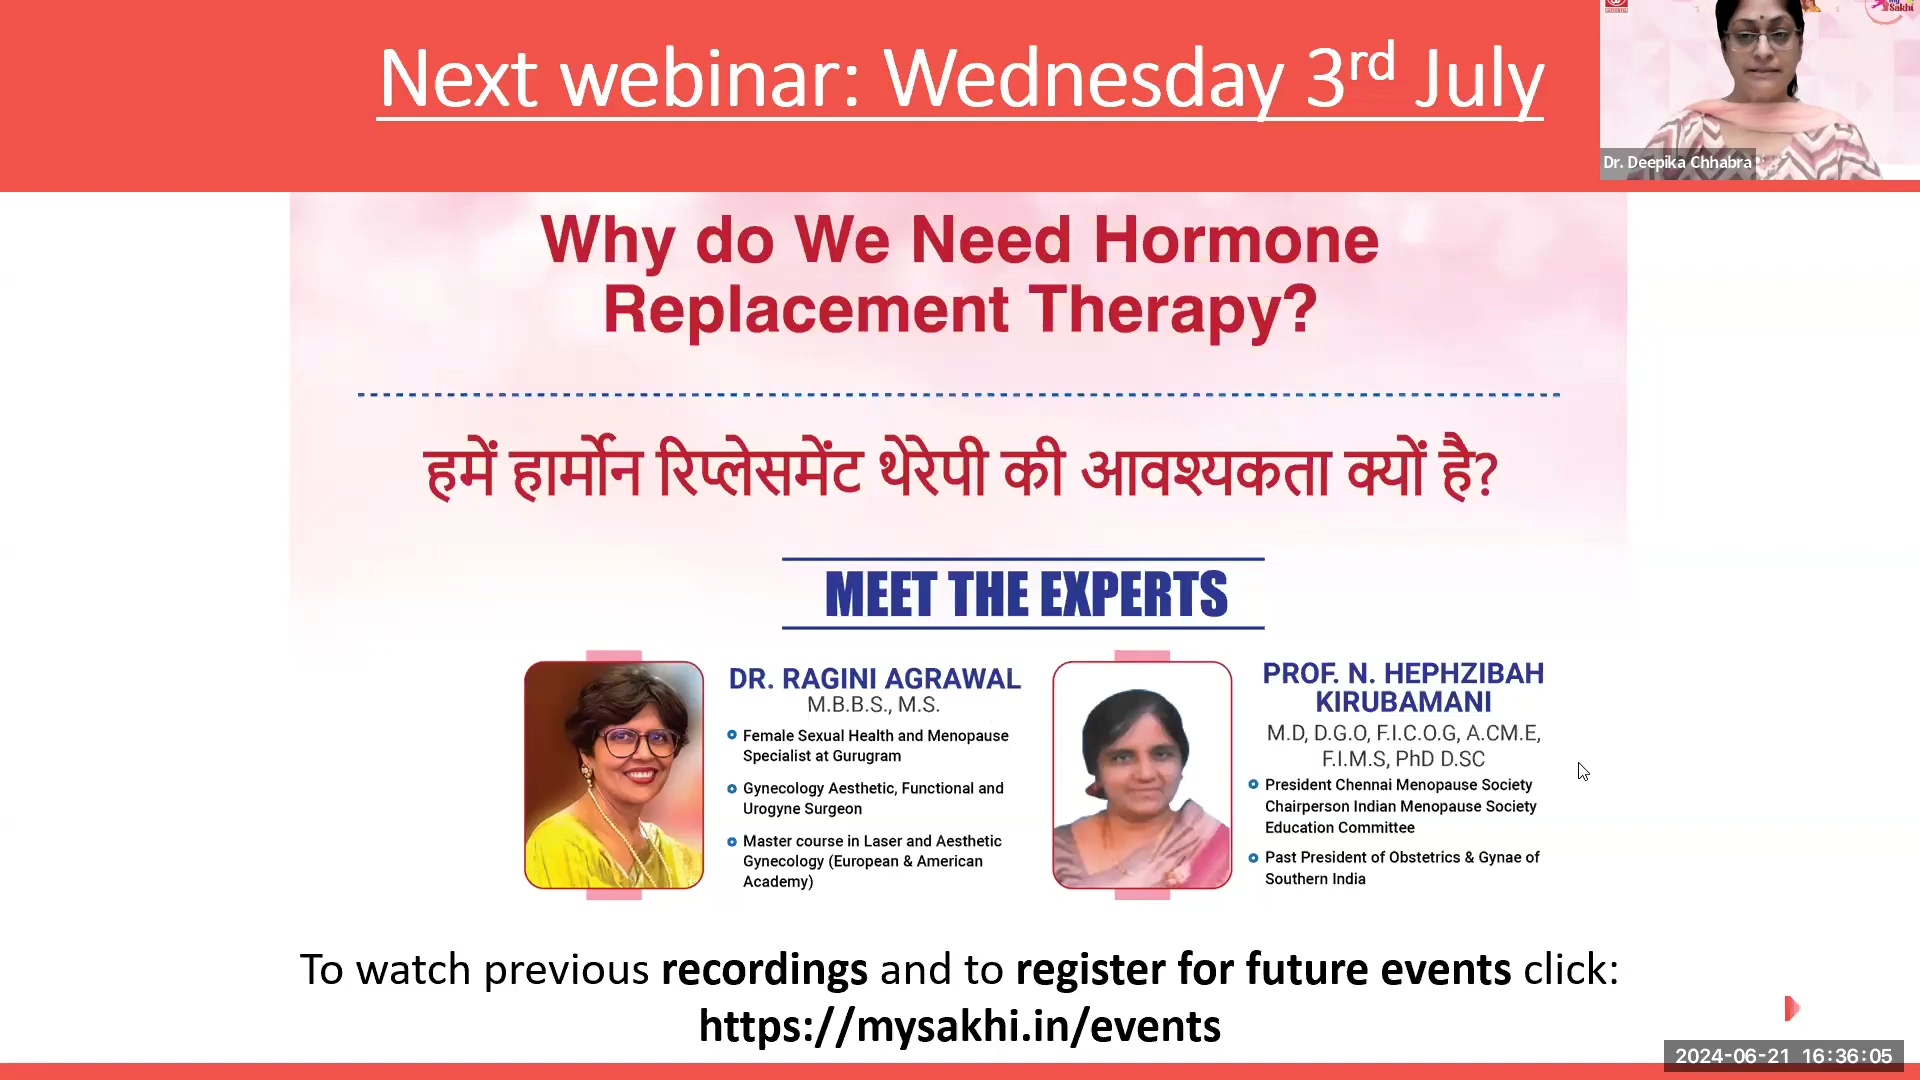 Next webinar: Wednesday 3rd July
Sakhi
Dr. Deepika Chhabra
Why do We Need Hormone
Replacement Therapy?
हमें हार्मोन रिप्लेसमेंट थेरेपी की आवश्यकता क्यों है?
MEET THE EXPERTS
DR. RAGINI AGRAWAL
M.B.B.S., M.S.
Female Sexual Health and Menopause
Specialist at Gurugram
Gynecology Aesthetic, Functional and
Urogyne Surgeon
Master course in Laser and Aesthetic
Gynecology (European & American
Academy)
PROF. N. HEPHZIBAH
KIRUBAMANI
M.D, D.G.O, F.I.C.O.G, A.CM.E,
F.I.M.S, PhD D.SC
President Chennai Menopause Society
Chairperson Indian Menopause Society
Education Committee
Past President of Obstetrics & Gynae of
Southern India
To watch previous recordings and to register for future events click:
https://mysakhi.in/events
2024-06-21 16:36:05